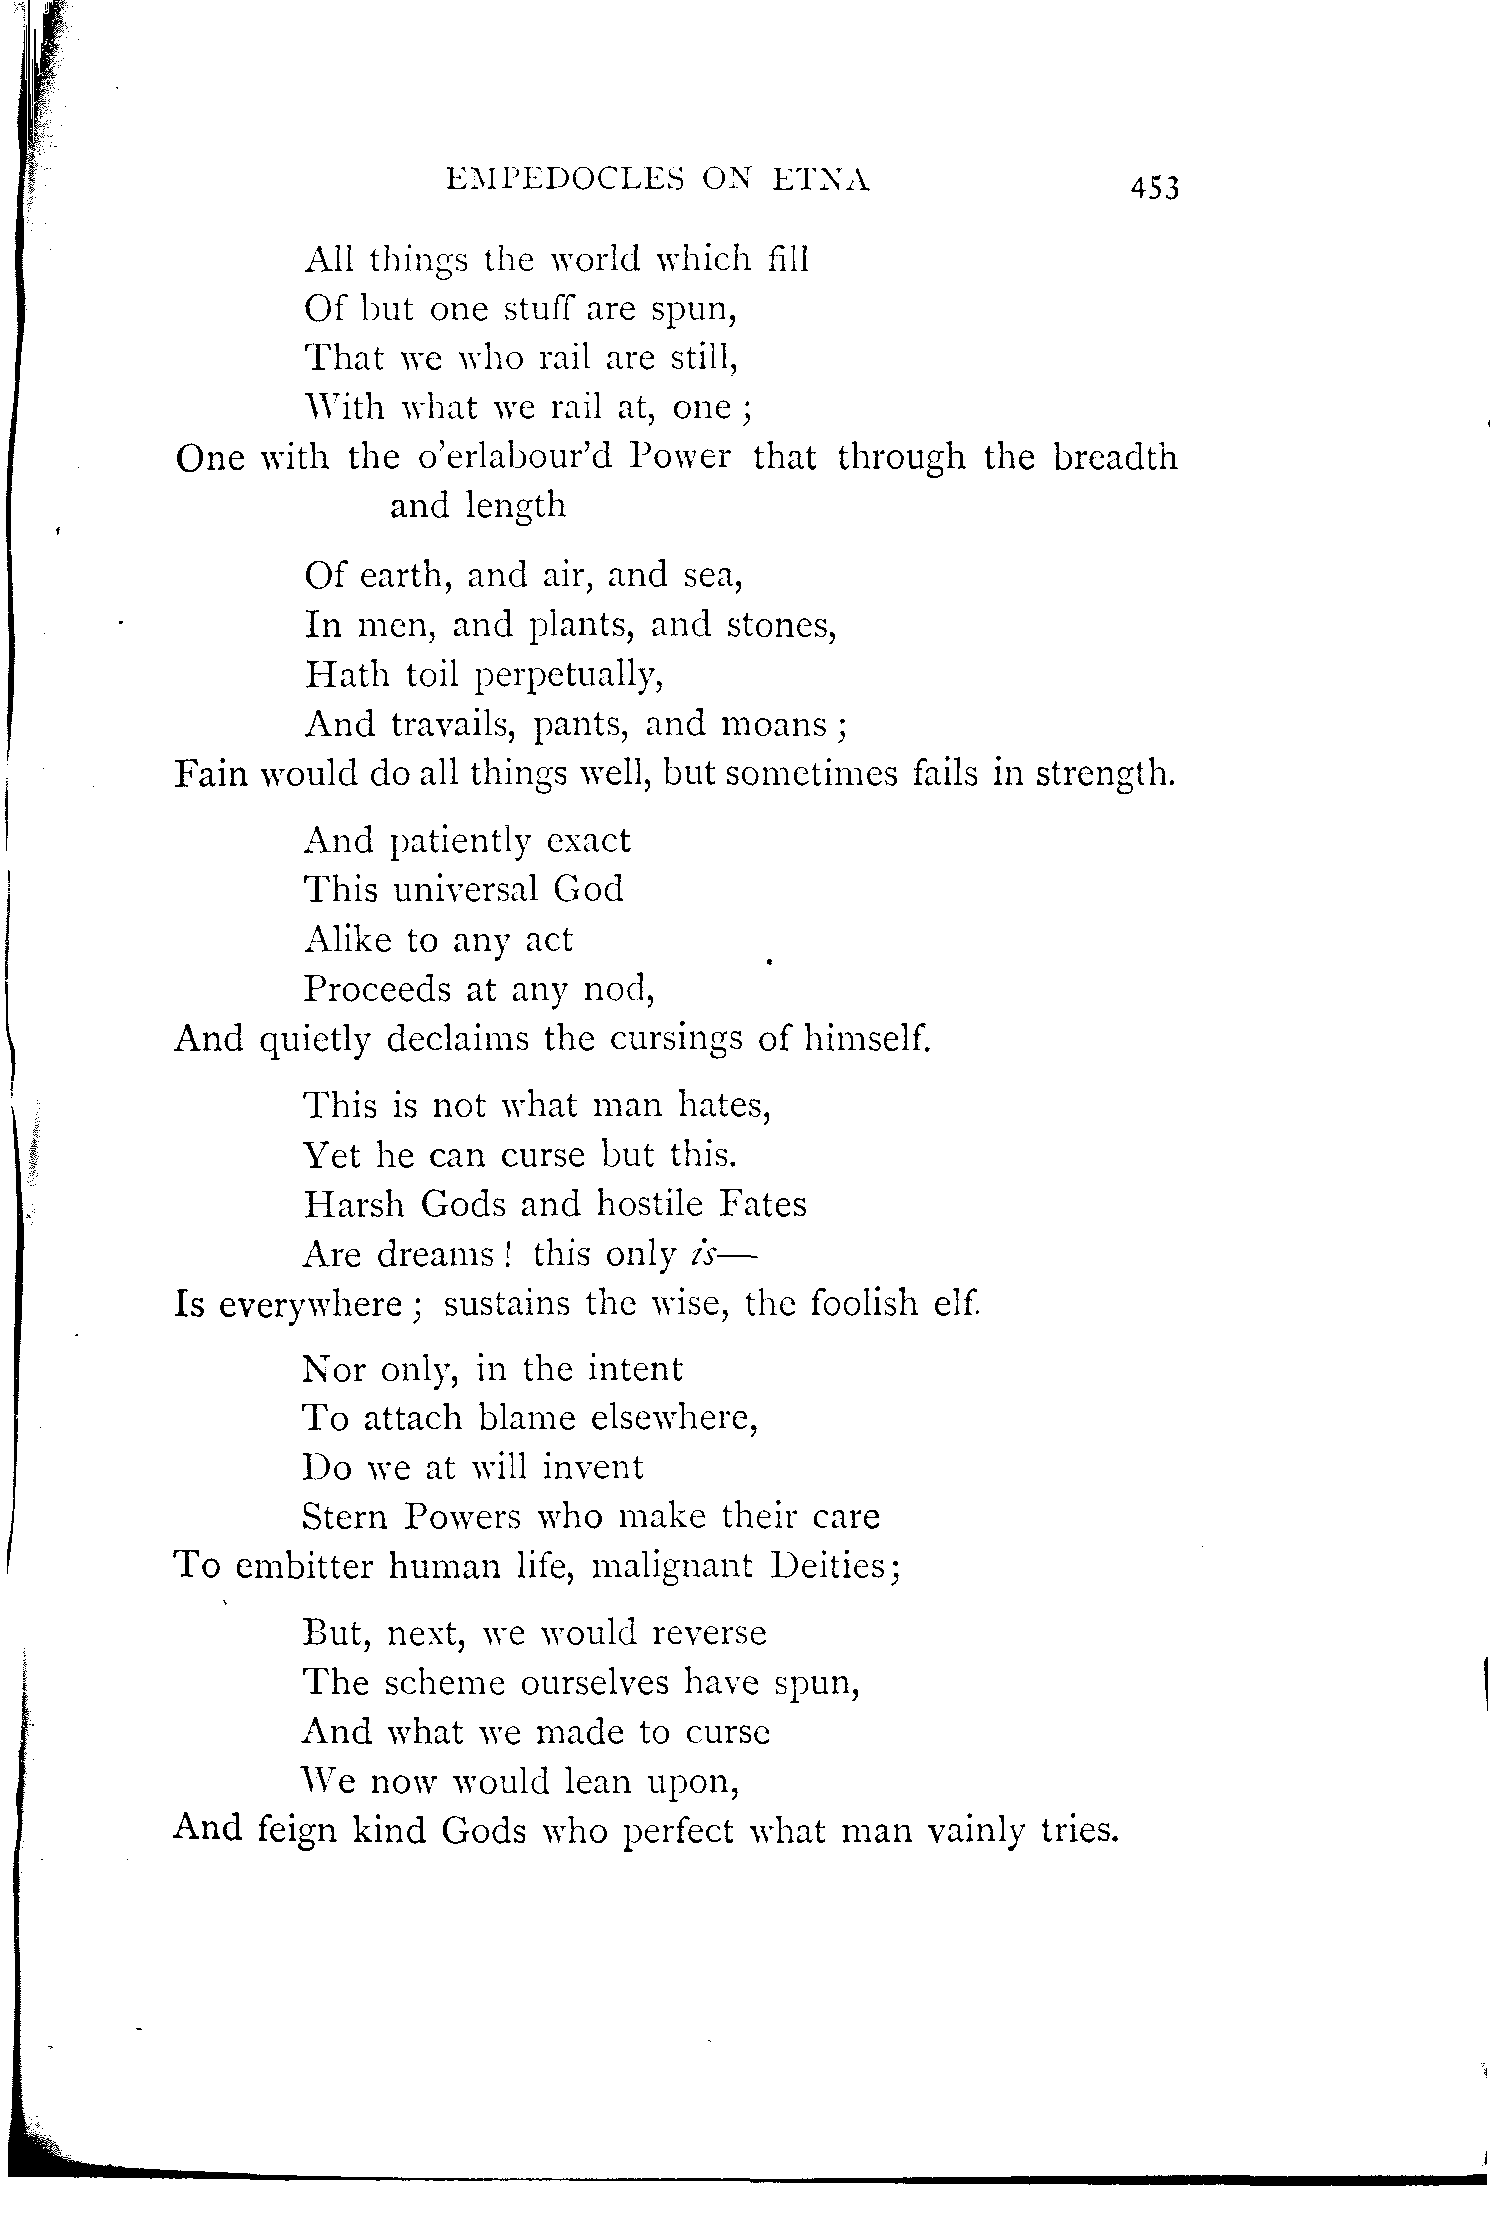 EMPEDOCLES ON ETNA 453
All things the world which fill
Of but one stuff are spun,
That we who rail are still,
With what we rail at, one ;
One with the o'erlabour'd Power that through the breadth
and length
Of earth, and air, and sea,
In men, and plants, and stones,
Hath toil perpetually,
And travails, pants, and moans ;
Fain would do all things well, but sometimes fails in strength.
And patiently exact
This universal God
Alike to any act
Proceeds at any nod,
And quietly declaims the cursings of himself.
This is not what man hates,
Yet he can curse but this.
Harsh Gods and hostile Fates
Are dreams ! this only is—
Is everywhere ; sustains the wise, the foolish elf.
Nor only, in the intent
To attach blame elsewhere,
Do we at will invent
Stern Powers who make their care
To embitter human life, malignant Deities;
But, next, we would reverse
The scheme ourselves have spun,
And what we made to curse
We now would lean upon,
And feign kind Gods who perfect what man vainly tries.